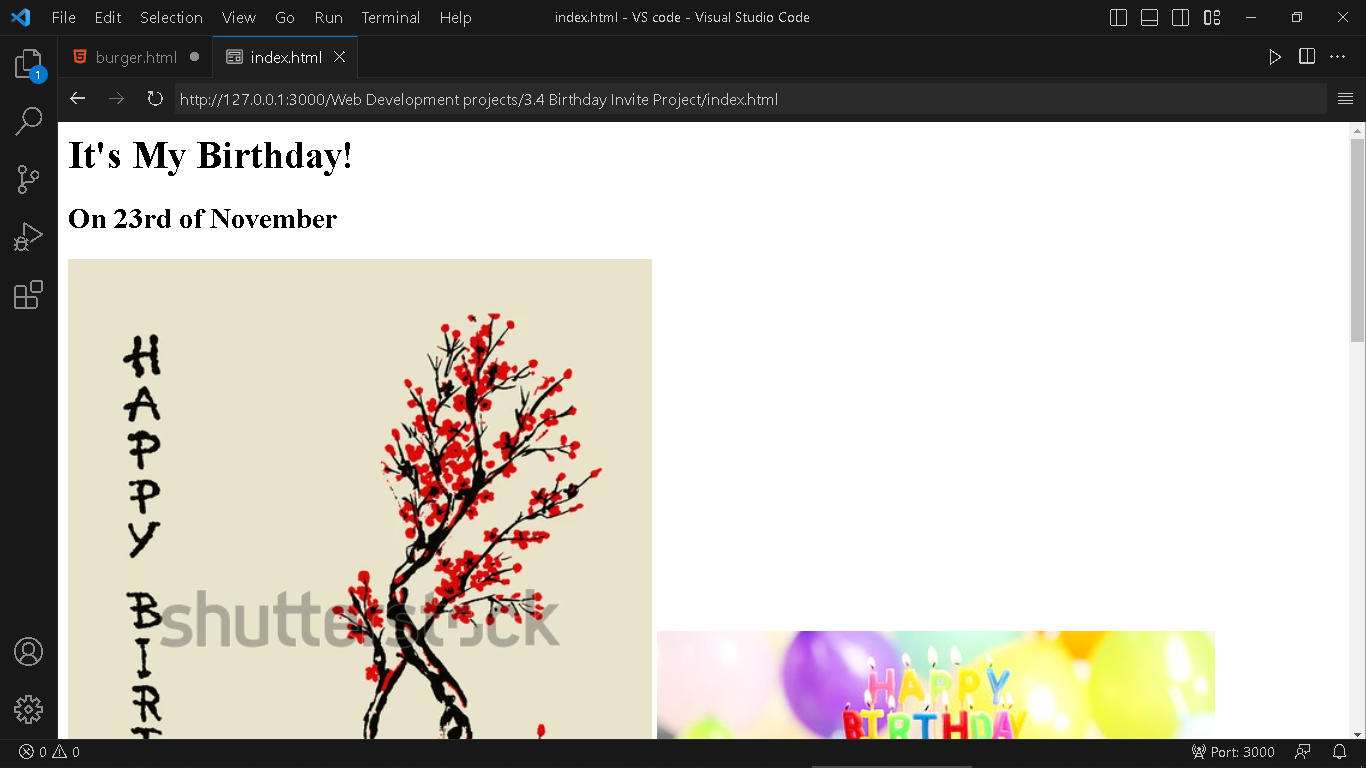 File Edit Selection View Go Run Terminal Help index.html - VS code - Visual Studio Code
1
burger.html index.html
http://127.0.0.1:3000/Web Development projects/3.4 Birthday Invite Project/index.html
It's My Birthday!
On 23rd of November
HAPPY
BIRT
shutterstock
HAPPY
BIRTHDAY
0 0 Port: 3000